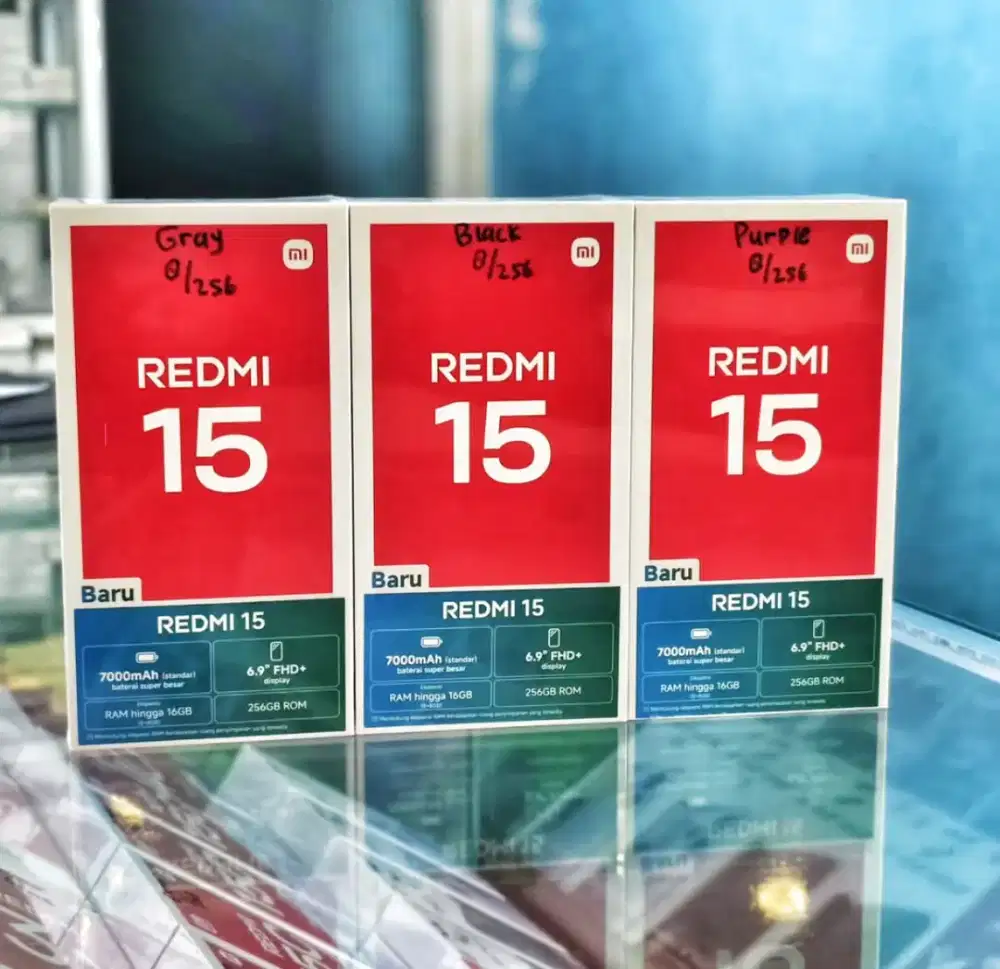 Gray
8/256
mi
REDMI
15
Baru
REDMI 15
7000mAh (standar)
baterai super besar
6.9" FHD+
display
RAM hingga 16GB
256GB ROM
Black
8/256
mi
REDMI
15
Baru
REDMI 15
7000mAh (standar)
baterai super besar
6.9" FHD+
display
RAM hingga 16GB
256GB ROM
Purple
8/256
mi
REDMI
15
Baru
REDMI 15
7000mAh (standar)
baterai super besar
6.9" FHD+
display
RAM hingga 16GB
256GB ROM